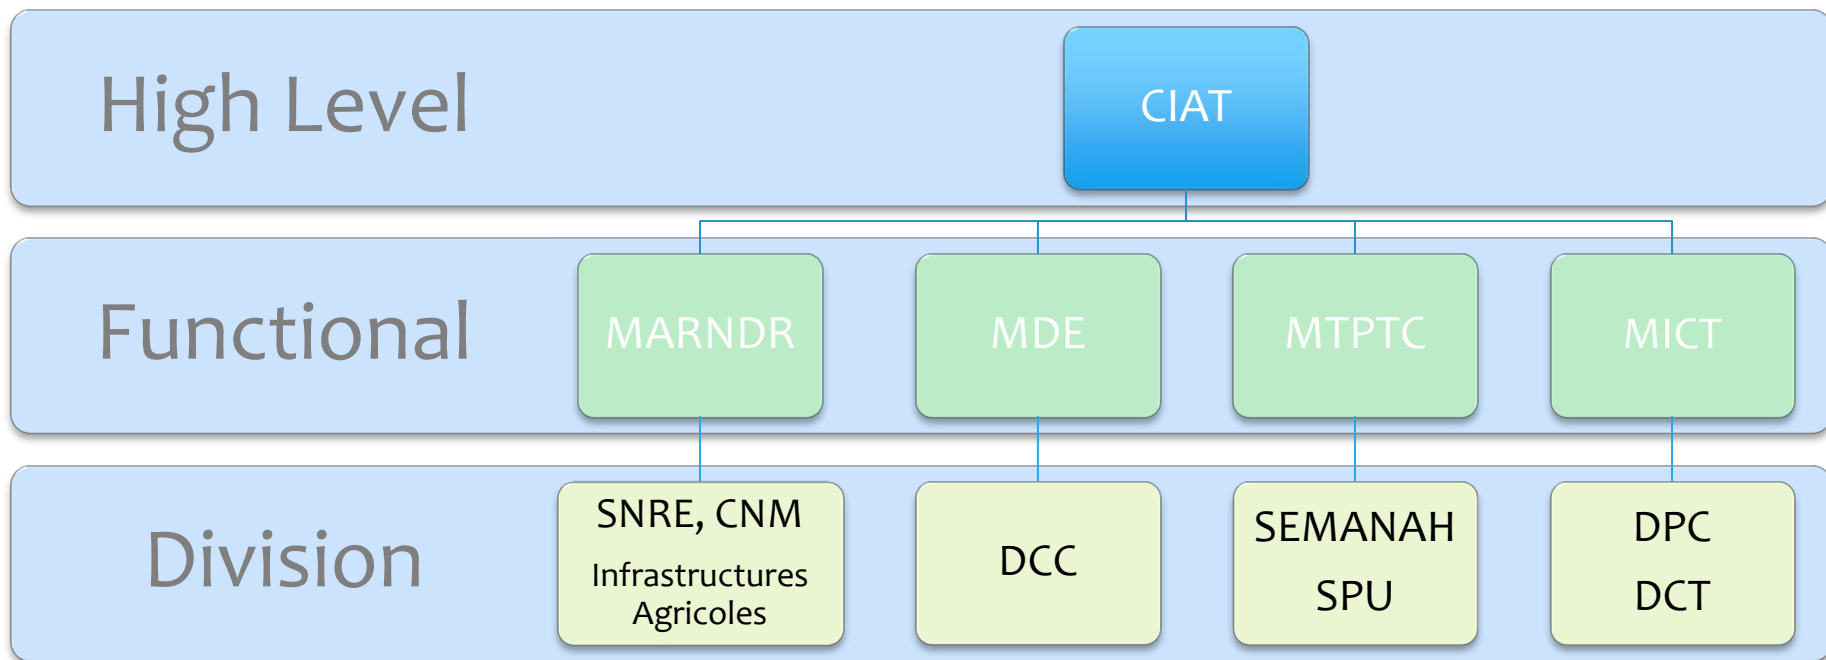 High Level
CIAT
Functional
MARNDR
MDE
MTPTC
MICT
Division
SNRE, CNM
Infrastructures
Agricoles
DCC
SEMANAH
SPU
DPC
DCT